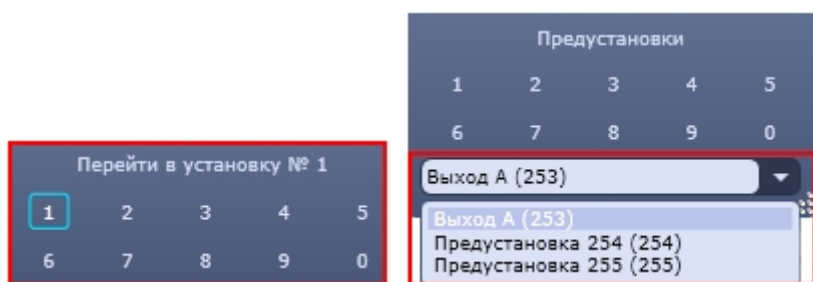 Перейти в установку № 1
1 2 3 4 5
6 7 8 9 0
Предустановки
1 2 3 4 5
6 7 8 9 0
Выход A (253)
Выход A (253)
Предустановка 254 (254)
Предустановка 255 (255)